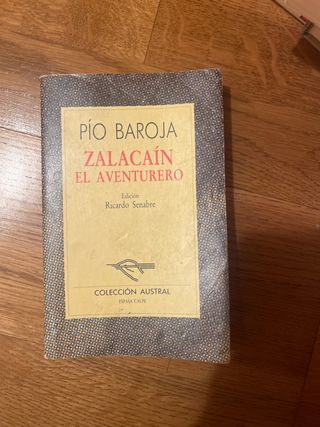 PÍO BAROJA
ZALACAÍN
EL AVENTURERO
Edición
Ricardo Senabre
COLECCIÓN AUSTRAL
ESPASA CALPE